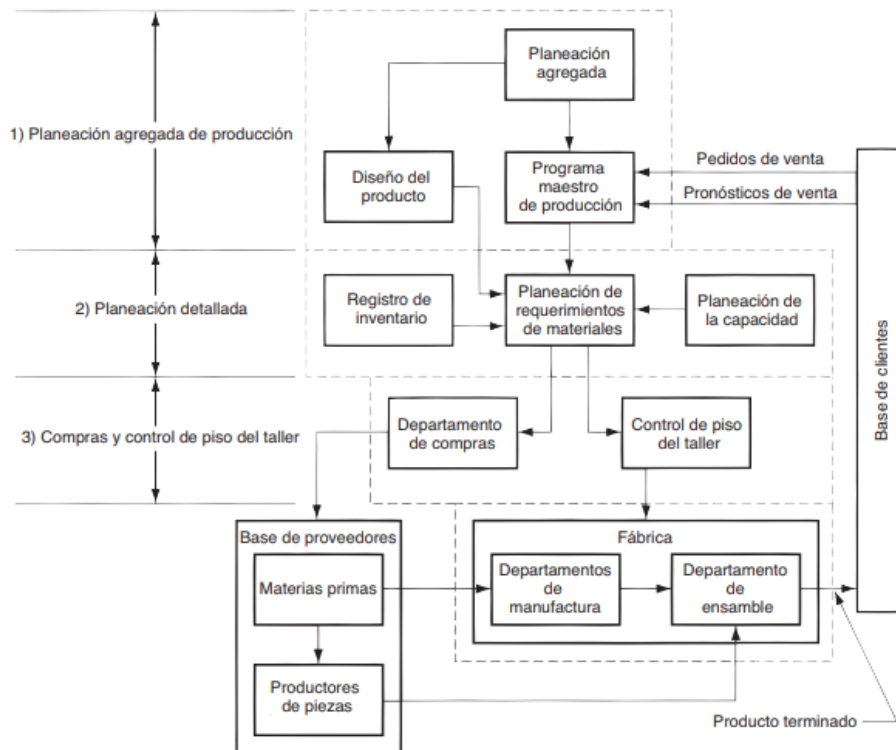 Planeación
agregada
1) Planeación agregada de producción
Diseño del
producto
Programa
maestro
de producción
Pedidos de venta
Pronósticos de venta
2) Planeación detallada
Registro de
inventario
Planeación de
requerimientos
de materiales
Planeación de
la capacidad
Base de clientes
3) Compras y control de piso del taller
Departamento
de compras
Control de piso
del taller
Base de proveedores
Materias primas
Productores
de piezas
Fábrica
Departamentos
de
manufactura
Departamento
de
ensamble
Producto terminado